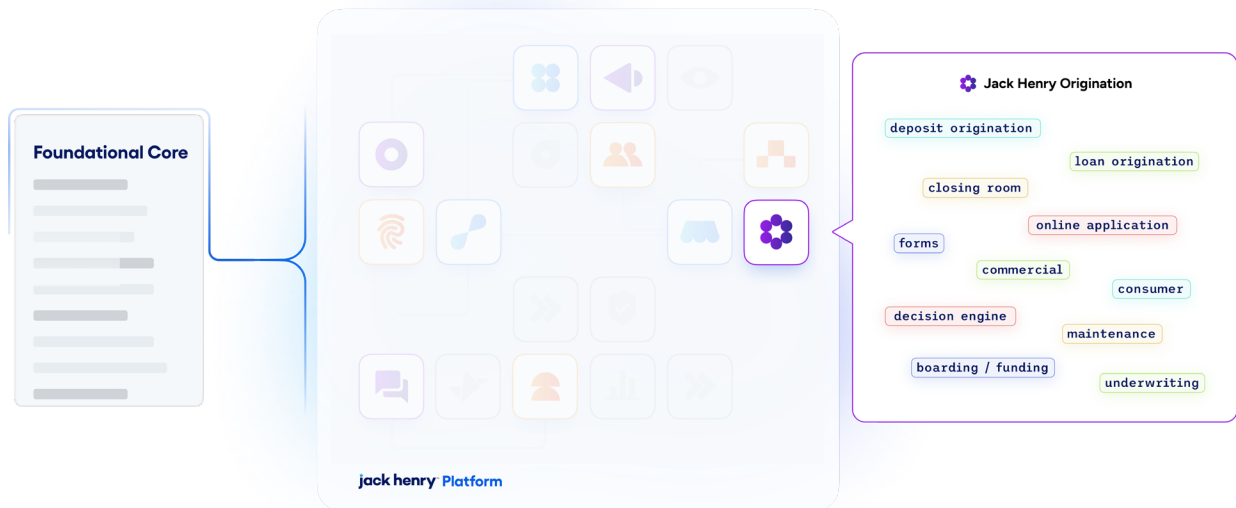 Foundational Core
jack henry™ Platform
Jack Henry Origination
deposit origination
loan origination
closing room
online application
forms
commercial
consumer
decision engine
maintenance
boarding / funding
underwriting